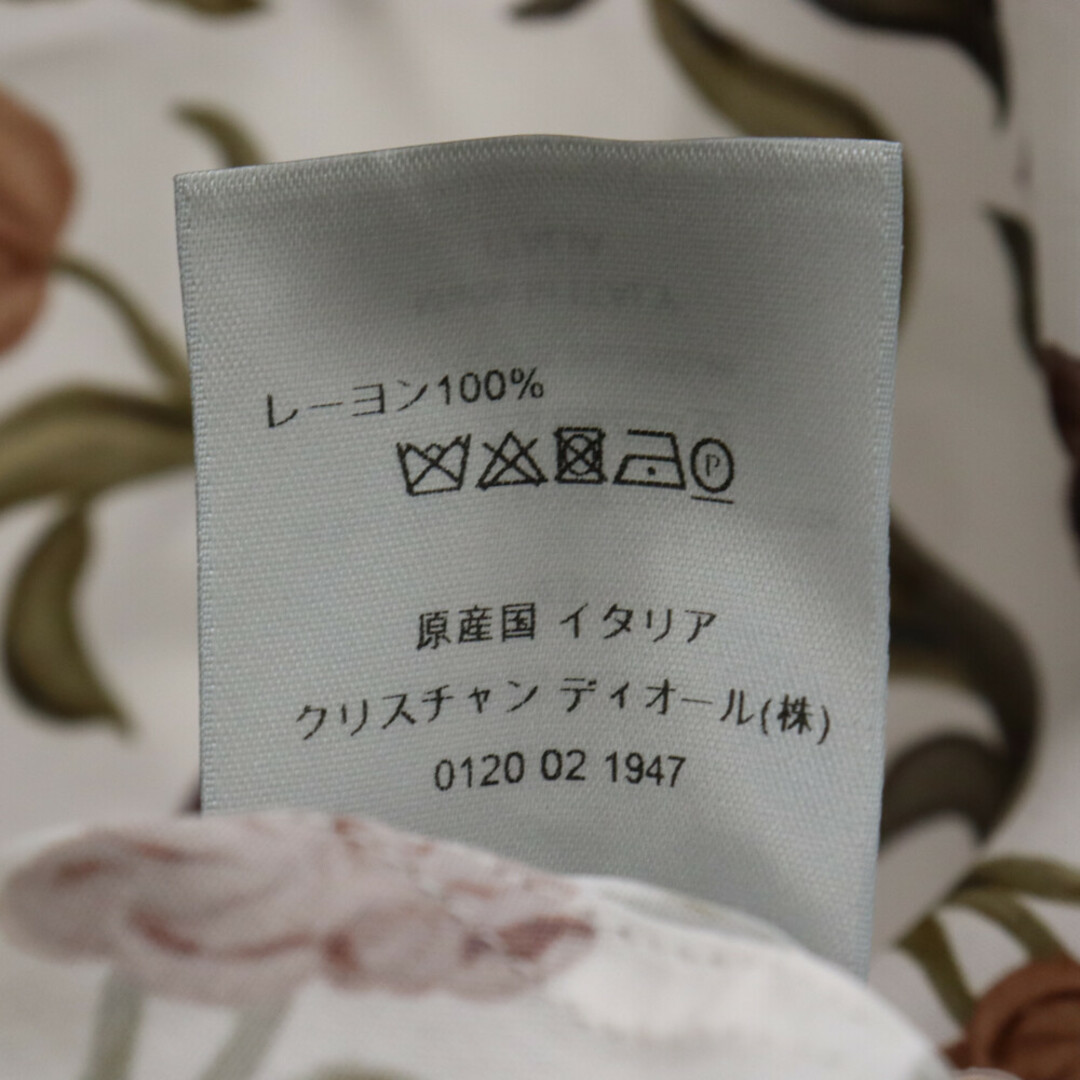 レーヨン100%
P
原産国 イタリア
クリスチャン ディオール(株)
0120 02 1947